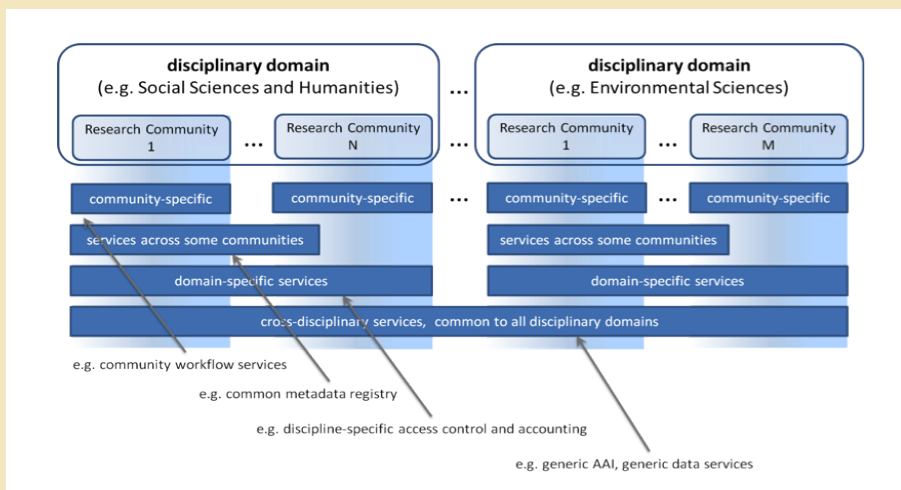 disciplinary domain
(e.g. Social Sciences and Humanities)
...
disciplinary domain
(e.g. Environmental Sciences)
Research Community
1
...
Research Community
N
...
Research Community
1
...
Research Community
M
community-specific
community-specific
...
community-specific
...
community-specific
services across some communities
services across some communities
domain-specific services
domain-specific services
cross-disciplinary services, common to all disciplinary domains
e.g. community workflow services
e.g. common metadata registry
e.g. discipline-specific access control and accounting
e.g. generic AAI, generic data services